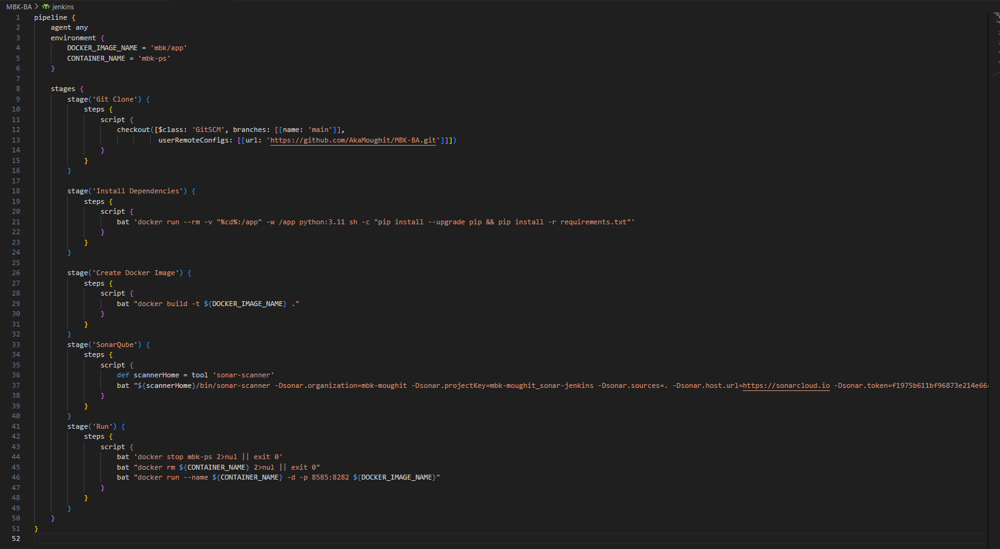 MBK-BA > jenkins
1 pipeline {
2 agent any
3 environment {
4 DOCKER_IMAGE_NAME = 'mbk/app'
5 CONTAINER_NAME = 'mbk-ps'
6 }
7
8 stages {
9 stage('Git Clone') {
10 steps {
11 script {
12 checkout([$class: 'GitSCM', branches: [[name: 'main']],
13 userRemoteConfigs: [[url: 'https://github.com/AkaMoughit/MBK-BA.git']]])
14 }
15 }
16 }
17
18 stage('Install Dependencies') {
19 steps {
20 script {
21 bat 'docker run --rm -v "%cd%:/app" -w /app python:3.11 sh -c "pip install --upgrade pip && pip install -r requirements.txt"'
22 }
23 }
24 }
25
26 stage('Create Docker Image') {
27 steps {
28 script {
29 bat "docker build -t ${DOCKER_IMAGE_NAME} ."
30 }
31 }
32 }
33 stage('SonarQube') {
34 steps {
35 script {
36 def scannerHome = tool 'sonar-scanner'
37 bat "${scannerHome}/bin/sonar-scanner -Dsonar.organization=mbk-moughit -Dsonar.projectKey=mbk-moughit_sonar-jenkins -Dsonar.sources=. -Dsonar.host.url=https://sonarcloud.io -Dsonar.token=f1975b611bf96873e214e66
38 }
39 }
40 }
41 stage('Run') {
42 steps {
43 script {
44 bat 'docker stop mbk-ps 2>nul || exit 0'
45 bat "docker rm ${CONTAINER_NAME} 2>nul || exit 0"
46 bat "docker run --name ${CONTAINER_NAME} -d -p 8585:8282 ${DOCKER_IMAGE_NAME}"
47 }
48 }
49 }
50 }
51 }
52